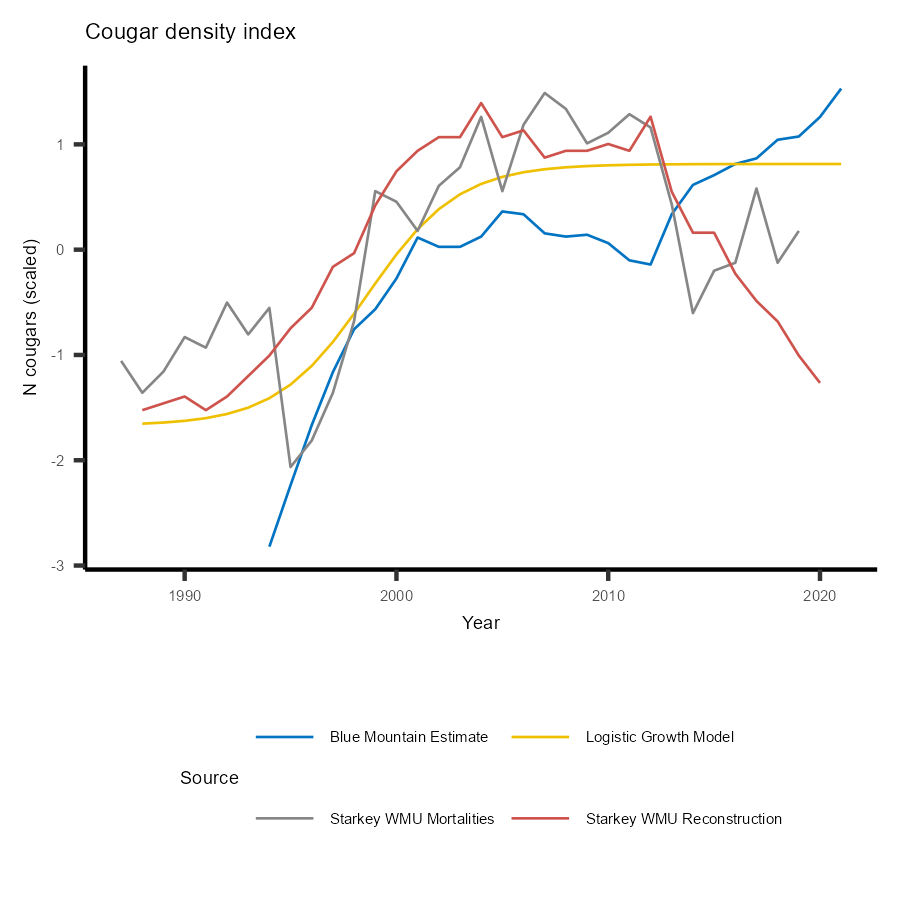 Cougar density index
1
0
-1
-2
-3
N cougars (scaled)
1990 2000 2010 2020
Year
Blue Mountain Estimate Logistic Growth Model
Source
Starkey WMU Mortalities Starkey WMU Reconstruction